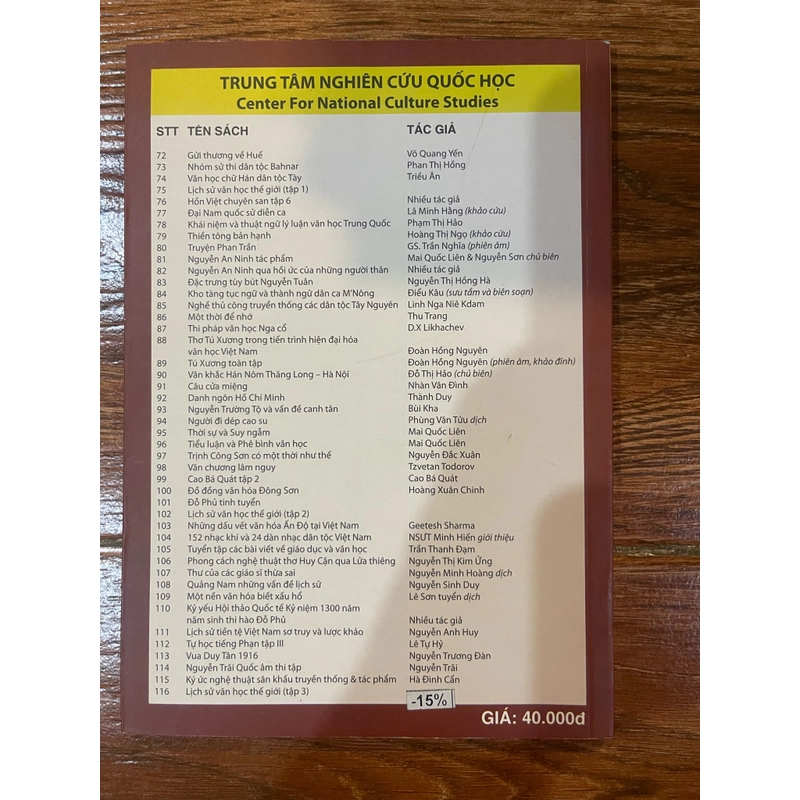 TRUNG TÂM NGHIÊN CỨU QUỐC HỌC
Center For National Culture Studies
STT TÊN SÁCH TÁC GIẢ
72 Gửi thương về Huế Võ Quang Yến
73 Nhóm sử thi dân tộc Bahnar Phan Thị Hồng
74 Văn học chữ Hán dân tộc Tày Triều Ân
75 Lịch sử văn học thế giới (tập 1)
76 Hồn Việt chuyên san tập 6 Nhiều tác giả
77 Đại Nam quốc sử diễn ca Lã Minh Hằng (khảo cứu)
78 Khái niệm và thuật ngữ lý luận văn học Trung Quốc Phạm Thị Hảo
79 Thiền tông bản hạnh Hoàng Thị Ngọ (khảo cứu)
80 Truyện Phan Trần GS. Trần Nghĩa (phiên âm)
81 Nguyễn An Ninh tác phẩm Mai Quốc Liên & Nguyễn Sơn chủ biên
82 Nguyễn An Ninh qua hồi ức của những người thân Nhiều tác giả
83 Đặc trưng tùy bút Nguyễn Tuân Nguyễn Thị Hồng Hà
84 Kho tàng tục ngữ và thành ngữ dân ca M'Nông Điểu Kâu (sưu tầm và biên soạn)
85 Nghề thủ công truyền thống các dân tộc Tây Nguyên Linh Nga Niê Kdam
86 Một thời để nhớ Thu Trang
87 Thi pháp văn học Nga cổ D.X Likhachev
88 Thơ Tú Xương trong tiến trình hiện đại hóa
văn học Việt Nam Đoàn Hồng Nguyên
89 Tú Xương toàn tập Đoàn Hồng Nguyên (phiên âm, khảo đính)
90 Văn khắc Hán Nôm Thăng Long – Hà Nội Đỗ Thị Hảo (chủ biên)
91 Câu cửa miệng Nhàn Vân Đình
92 Danh ngôn Hồ Chí Minh Thành Duy
93 Nguyễn Trường Tộ và vấn đề canh tân Bùi Kha
94 Người đi dép cao su Phùng Văn Tửu dịch
95 Thời sự và Suy ngẫm Mai Quốc Liên
96 Tiểu luận và Phê bình văn học Mai Quốc Liên
97 Trịnh Công Sơn có một thời như thế Nguyễn Đắc Xuân
98 Văn chương lâm nguy Tzvetan Todorov
99 Cao Bá Quát tập 2 Cao Bá Quát
100 Đồ đồng văn hóa Đông Sơn Hoàng Xuân Chinh
101 Đỗ Phủ tinh tuyển
102 Lịch sử văn học thế giới (tập 2)
103 Những dấu vết văn hóa Ấn Độ tại Việt Nam Geetesh Sharma
104 152 nhạc khí và 24 dàn nhạc dân tộc Việt Nam NSƯT Minh Hiến giới thiệu
105 Tuyển tập các bài viết về giáo dục và văn học Trần Thanh Đạm
106 Phong cách nghệ thuật thơ Huy Cận qua Lửa thiêng Nguyễn Thị Kim Ửng
107 Thư của các giáo sĩ thừa sai Nguyễn Minh Hoàng dịch
108 Quảng Nam những vấn đề lịch sử Nguyễn Sinh Duy
109 Một nền văn hóa biết xấu hổ Lê Sơn tuyển dịch
110 Kỷ yếu Hội thảo Quốc tế Kỷ niệm 1300 năm
năm sinh thi hào Đỗ Phủ Nhiều tác giả
111 Lịch sử tiền tệ Việt Nam sơ truy và lược khảo Nguyễn Anh Huy
112 Tự học tiếng Phạn tập III Lê Tự Hỷ
113 Vua Duy Tân 1916 Nguyễn Trương Đàn
114 Nguyễn Trãi Quốc âm thi tập Nguyễn Trãi
115 Ký ức nghệ thuật sân khấu truyền thống & tác phẩm Hà Đình Cẩn
116 Lịch sử văn học thế giới (tập 3)
-15%
GIÁ: 40.000đ